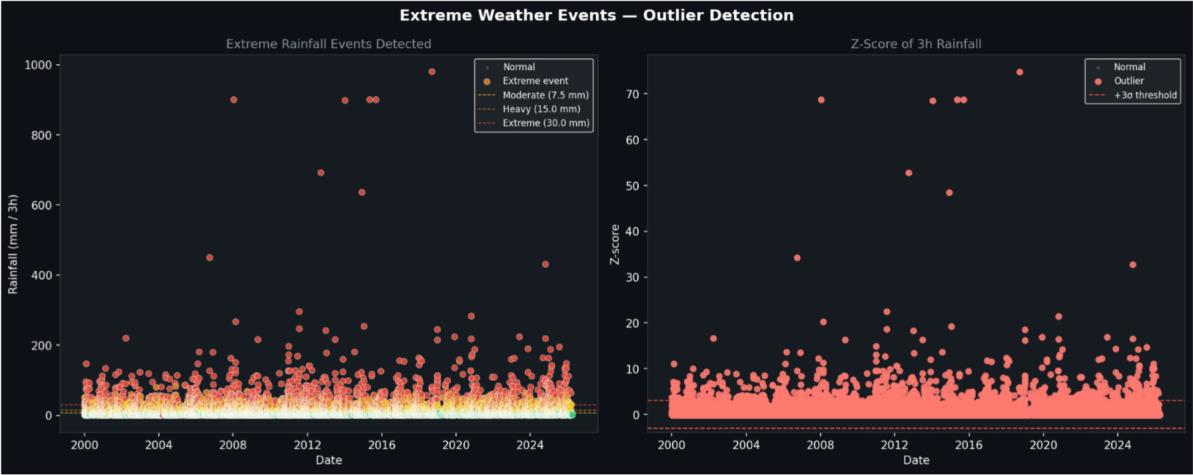 Extreme Weather Events — Outlier Detection
Extreme Rainfall Events Detected
1000
800
600
400
200
0
Rainfall (mm / 3h)
2000 2004 2008 2012 2016 2020 2024
Date
Normal
Extreme event
Moderate (7.5 mm)
Heavy (15.0 mm)
Extreme (30.0 mm)
Z-Score of 3h Rainfall
70
60
50
40
30
20
10
0
Z-score
2000 2004 2008 2012 2016 2020 2024
Date
Normal
Outlier
+3σ threshold